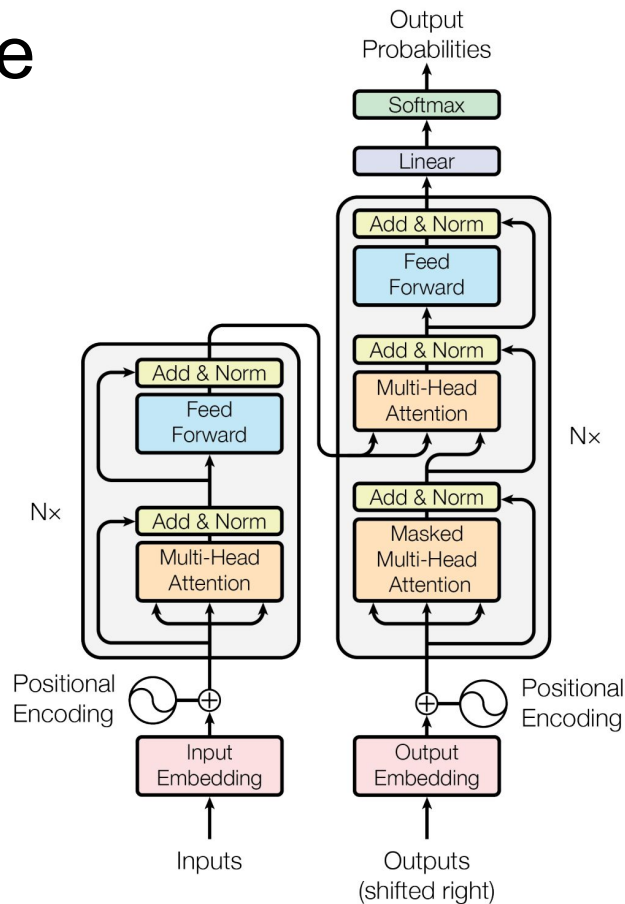 e
Output
Probabilities
Softmax
Linear
Add & Norm
Feed
Forward
Add & Norm
Multi-Head
Attention
Add & Norm
Masked
Multi-Head
Attention
N×
Add & Norm
Feed
Forward
Add & Norm
Multi-Head
Attention
N×
Positional
Encoding
Positional
Encoding
Input
Embedding
Output
Embedding
Inputs
Outputs
(shifted right)